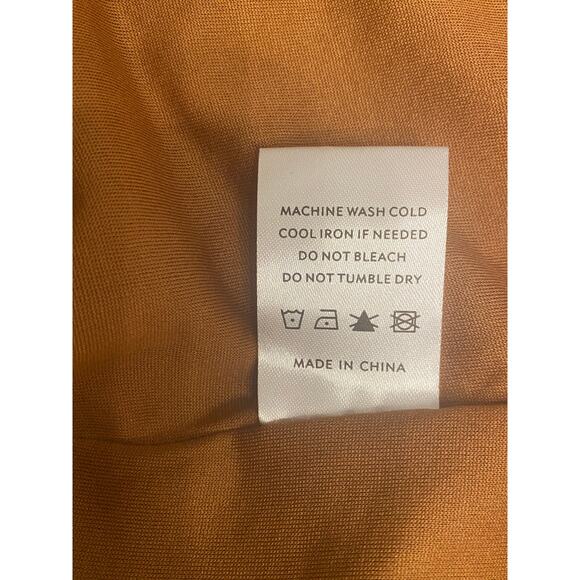 MACHINE WASH COLD
COOL IRON IF NEEDED
DO NOT BLEACH
DO NOT TUMBLE DRY
MADE IN CHINA